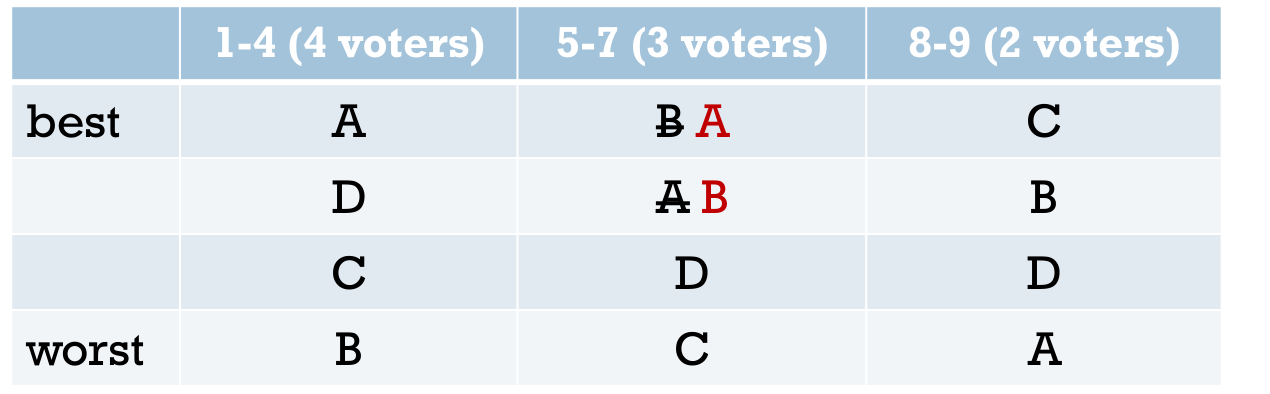 1-4 (4 voters) 5-7 (3 voters) 8-9 (2 voters)
best A B A C
D A B B
C D D
worst B C A